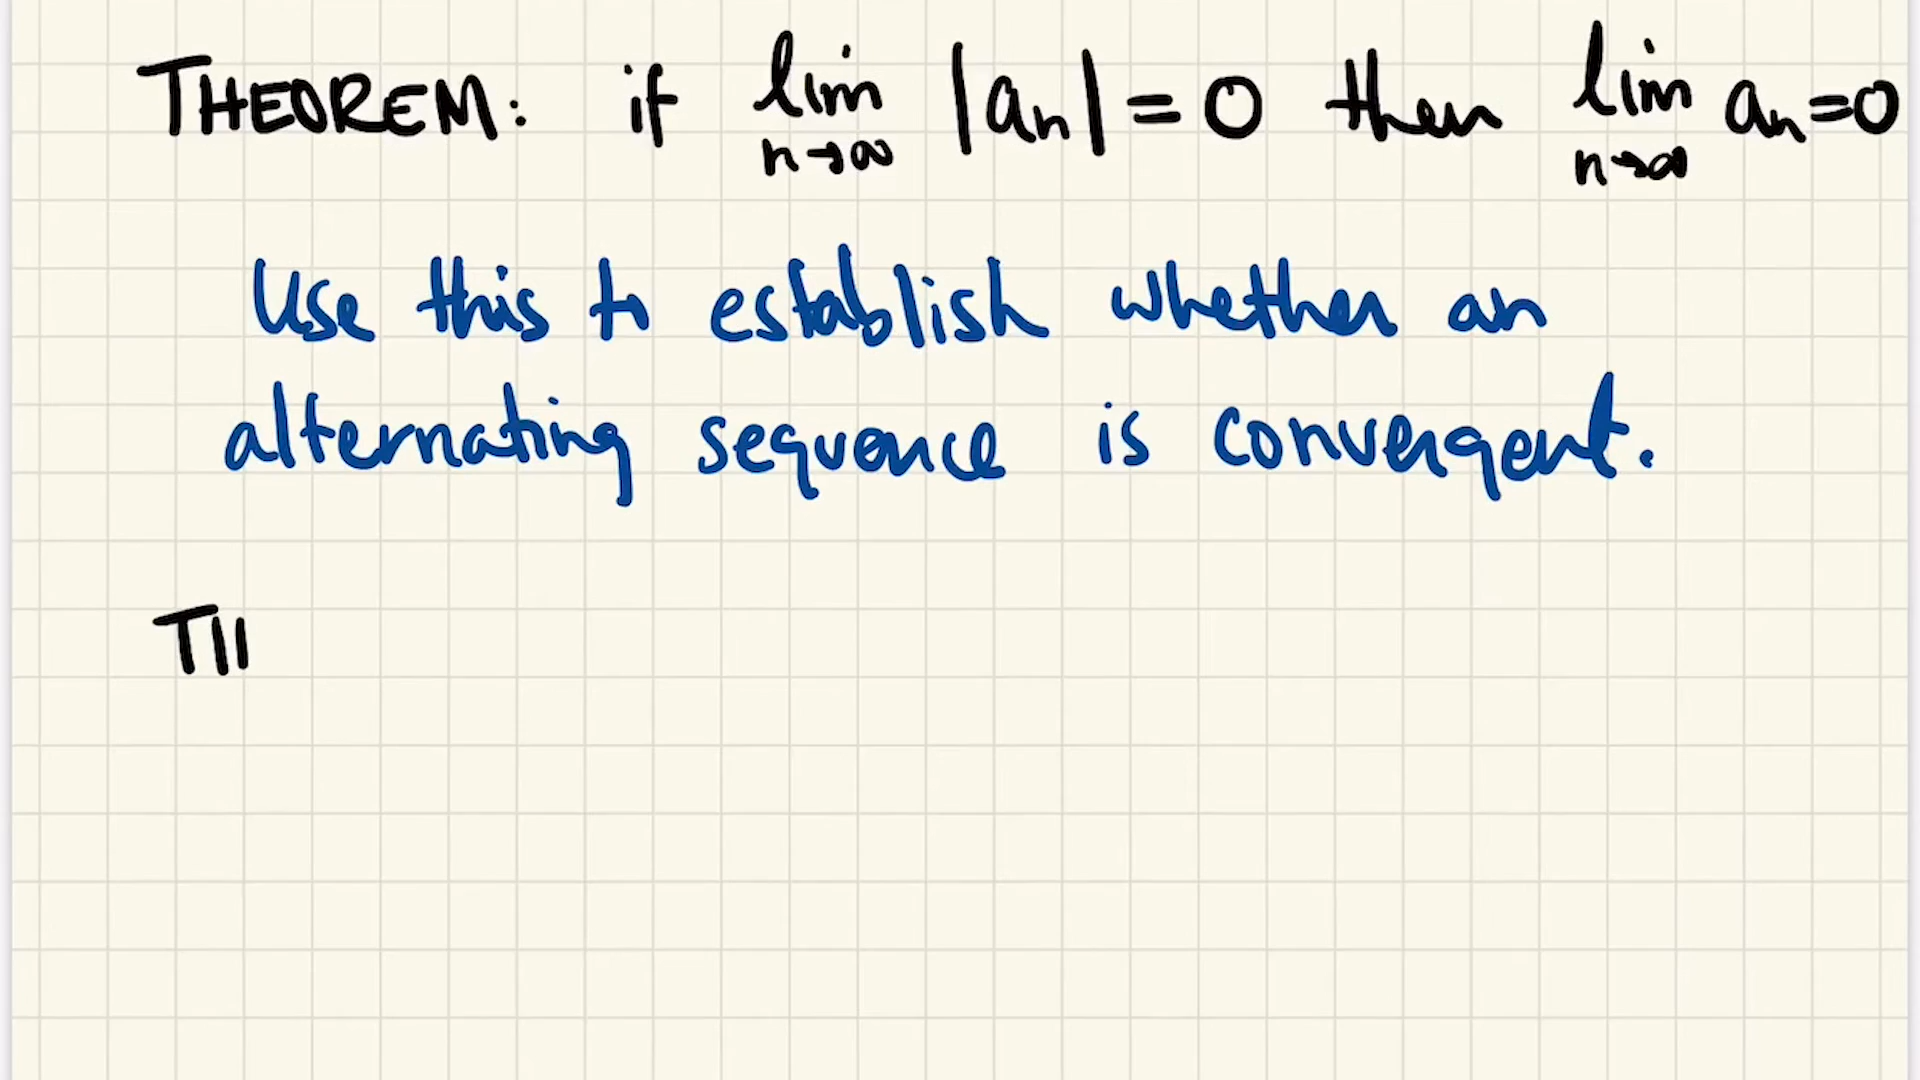 THEOREM: if lim |aₙ| = 0 then lim aₙ=0
n→∞ n→∞
Use this to establish whether an
alternating sequence is convergent.
TII